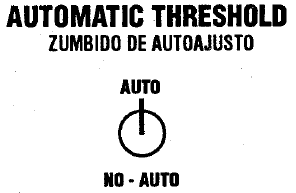 AUTOMATIC THRESHOLD
ZUMBIDO DE AUTOAJUSTO
AUTO
NO - AUTO